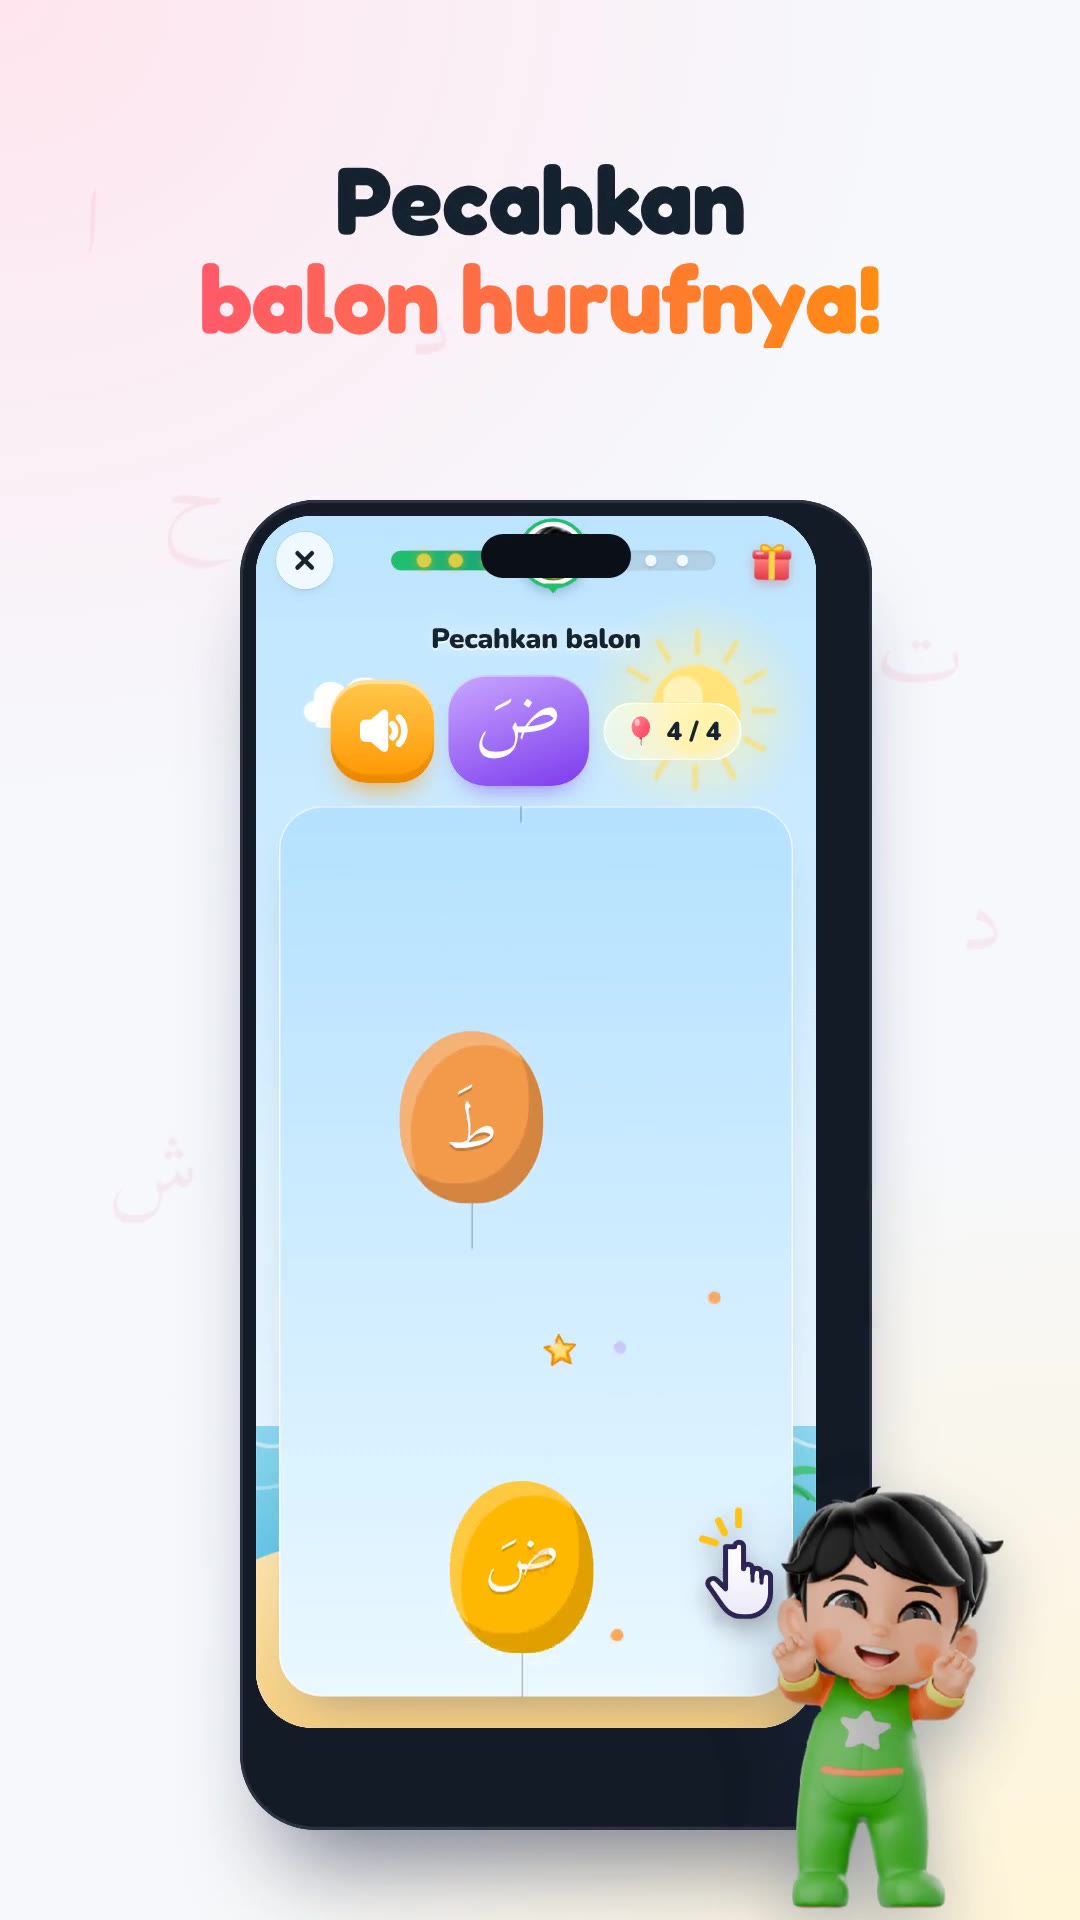 Pecahkan
balon hurufnya!
ا
د
ح
Pecahkan balon
ت
ضَ
4 / 4
د
طَ
ش
ضَ